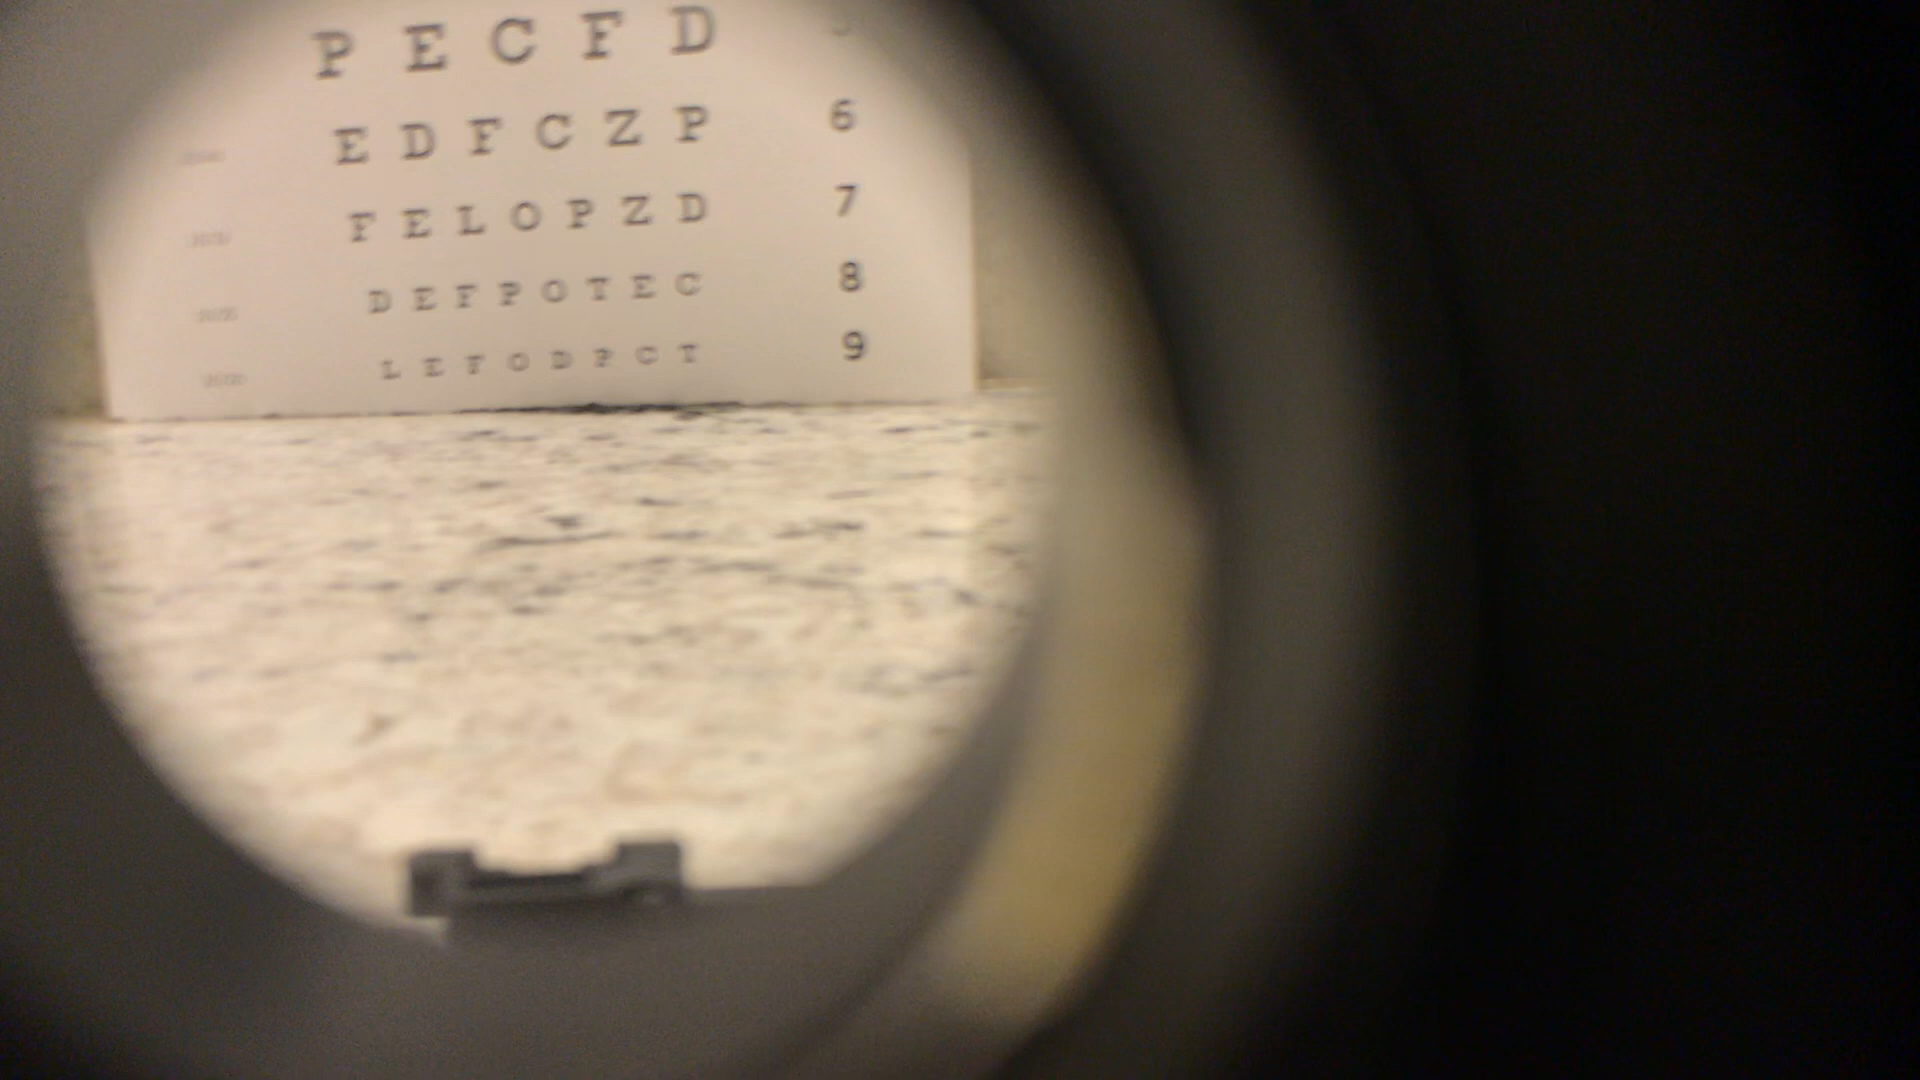 P E C F D
E D F C Z P 6
F E L O P Z D 7
D E F P O T E C 8
L E F O D P C T 9